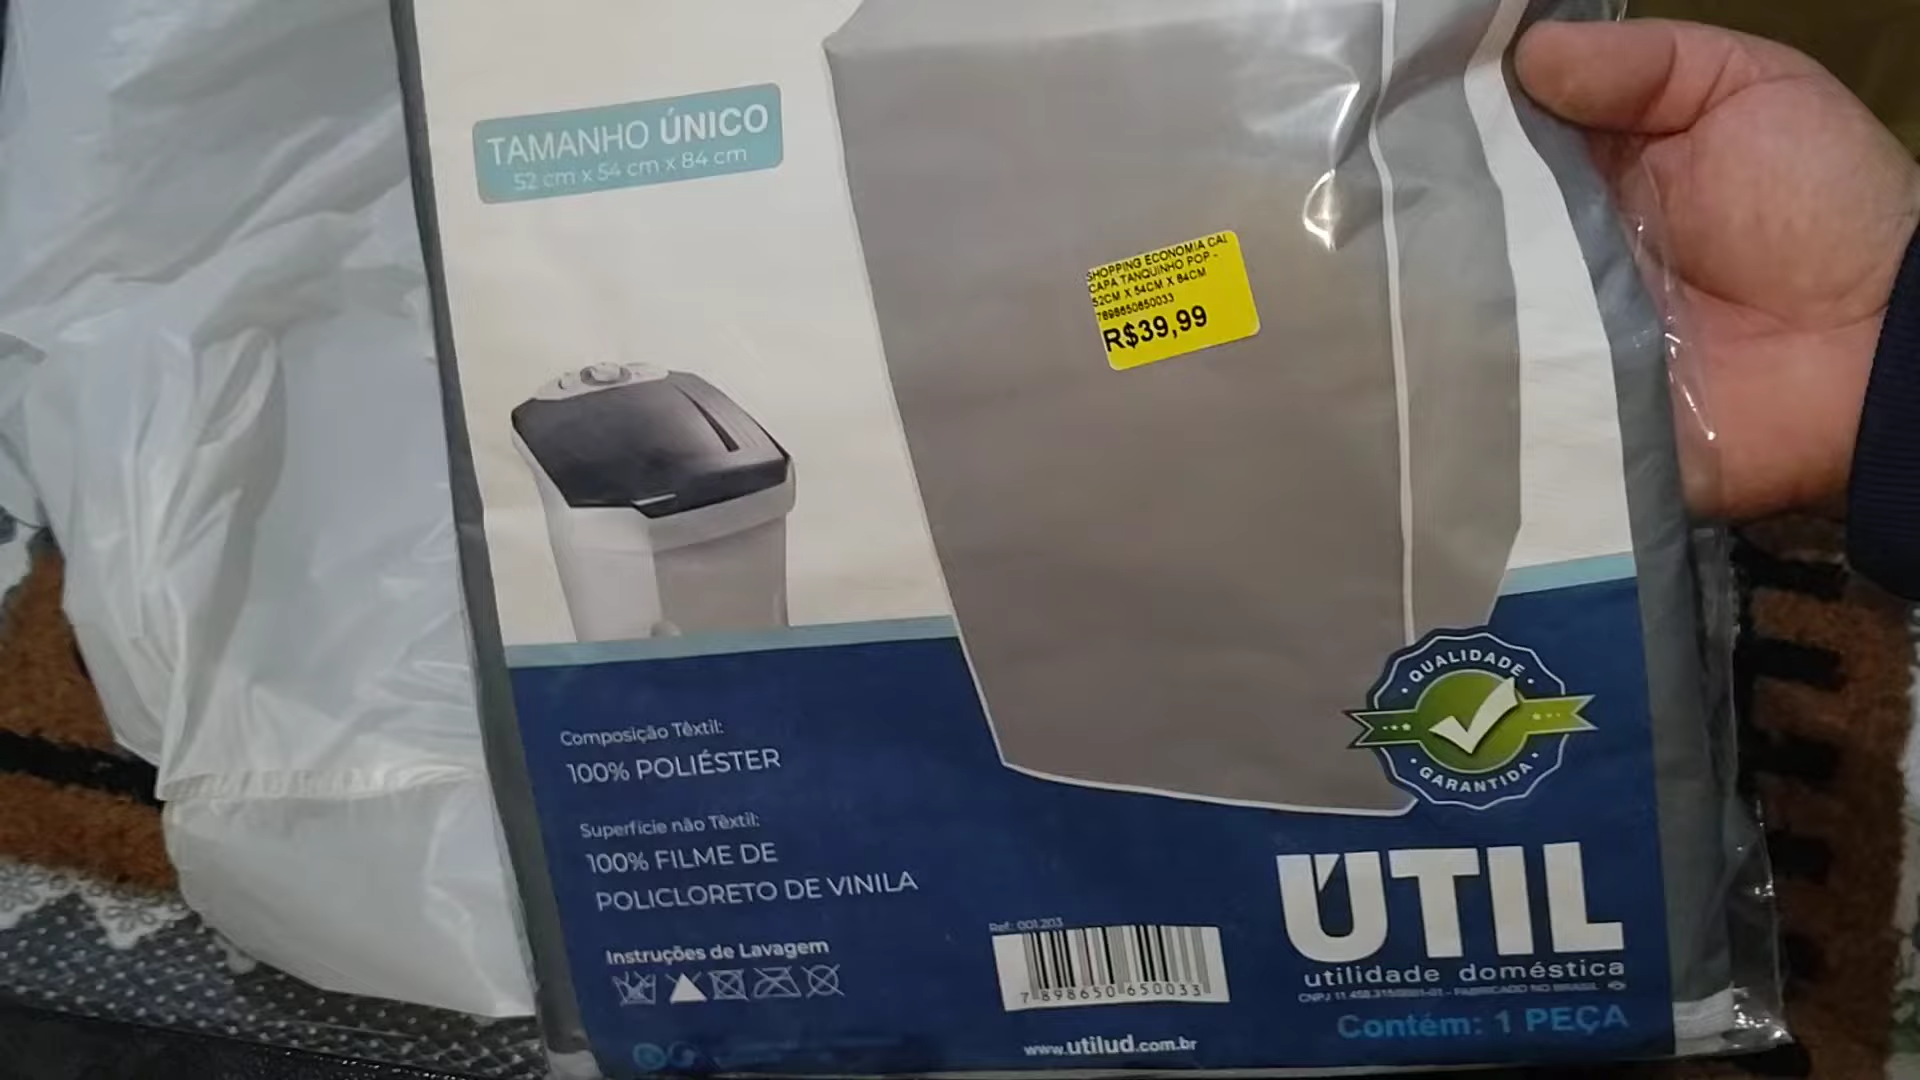 TAMANHO ÚNICO
52 cm x 54 cm x 84 cm
SHOPPING ECONOMIA CAL
CAPA TANQUINHO POP -
52CM X 54CM X 84CM
7898650650033
R$39,99
QUALIDADE
GARANTIDA
Composição Têxtil:
100% POLIÉSTER
Superfície não Têxtil:
100% FILME DE
POLICLORETO DE VINILA
Instruções de Lavagem
Ref.: 001.203
7 898650 650033
www.utilud.com.br
ÚTIL
utilidade doméstica
FABRICADO NO BRASIL
Contém: 1 PEÇA